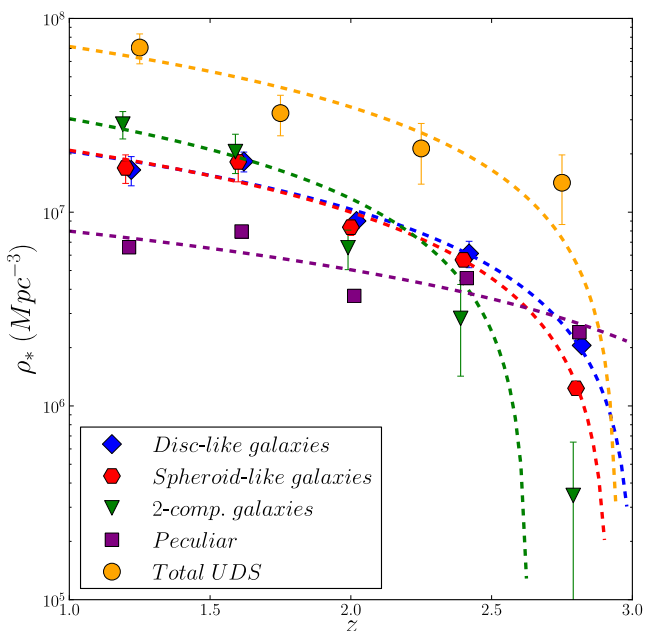 10^8
10^7
10^6
10^5
ρ* (Mpc^−3)
Disc-like galaxies
Spheroid-like galaxies
2-comp. galaxies
Peculiar
Total UDS
1.0 1.5 2.0 2.5 3.0
z